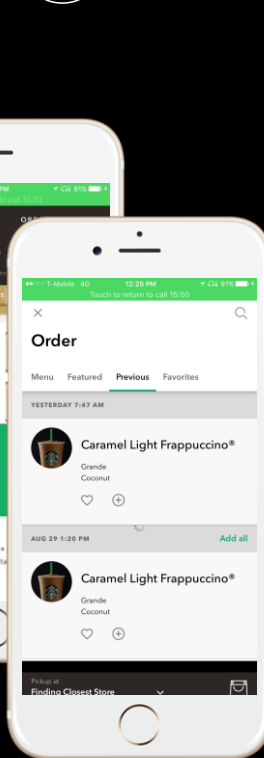 PM 91%
T-Mobile 4G 12:25 PM 91%
Touch to return to call 15:50
Order
Menu Featured Previous Favorites
YESTERDAY 7:47 AM
Caramel Light Frappuccino®
Grande
Coconut
AUG 29 1:20 PM Add all
Caramel Light Frappuccino®
Grande
Coconut
Pickup at
Finding Closest Store